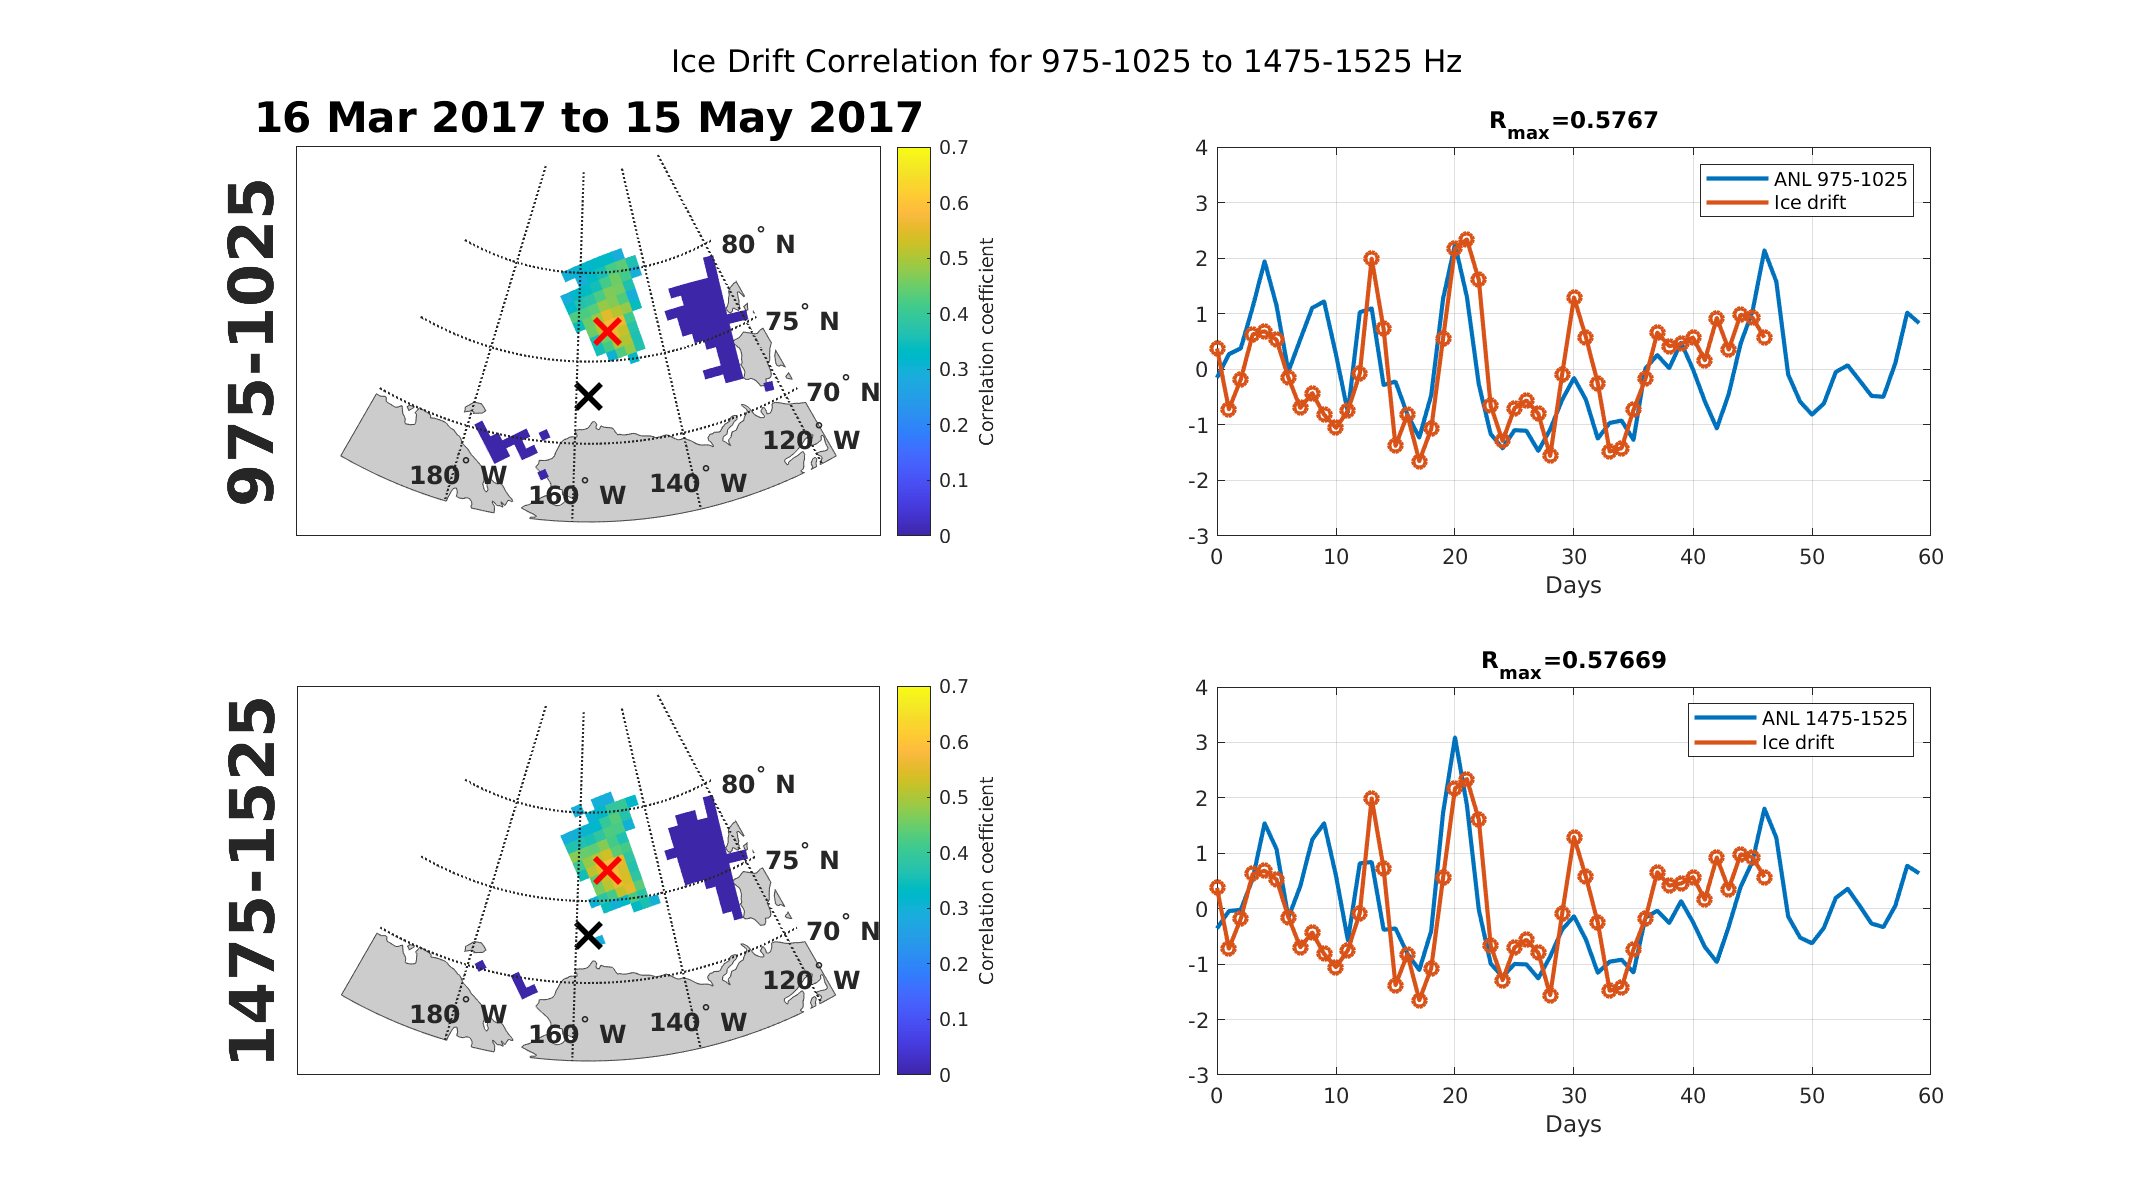 Ice Drift Correlation for 975-1025 to 1475-1525 Hz
16 Mar 2017 to 15 May 2017
975-1025
80° N
75° N
70° N
120° W
140° W
160° W
180° W
0.7
0.6
0.5
0.4
0.3
0.2
0.1
0
Correlation coefficient
Rmax=0.5767
4
3
2
1
0
-1
-2
-3
0 10 20 30 40 50 60
Days
ANL 975-1025
Ice drift
1475-1525
80° N
75° N
70° N
120° W
140° W
160° W
180° W
0.7
0.6
0.5
0.4
0.3
0.2
0.1
0
Correlation coefficient
Rmax=0.57669
4
3
2
1
0
-1
-2
-3
0 10 20 30 40 50 60
Days
ANL 1475-1525
Ice drift